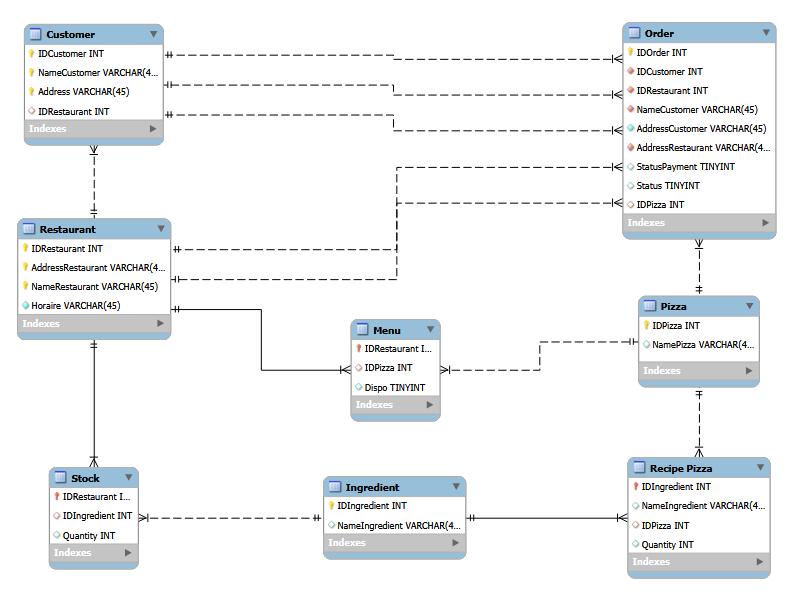 Customer
IDCustomer INT
NameCustomer VARCHAR(4...
Address VARCHAR(45)
IDRestaurant INT
Indexes
Order
IDOrder INT
IDCustomer INT
IDRestaurant INT
NameCustomer VARCHAR(45)
AddressCustomer VARCHAR(45)
AddressRestaurant VARCHAR(4...
StatusPayment TINYINT
Status TINYINT
IDPizza INT
Indexes
Restaurant
IDRestaurant INT
AddressRestaurant VARCHAR(4...
NameRestaurant VARCHAR(45)
Horaire VARCHAR(45)
Indexes
Menu
IDRestaurant I...
IDPizza INT
Dispo TINYINT
Indexes
Pizza
IDPizza INT
NamePizza VARCHAR(4...
Indexes
Stock
IDRestaurant I...
IDIngredient INT
Quantity INT
Indexes
Ingredient
IDIngredient INT
NameIngredient VARCHAR(4...
Indexes
Recipe Pizza
IDIngredient INT
NameIngredient VARCHAR(4...
IDPizza INT
Quantity INT
Indexes